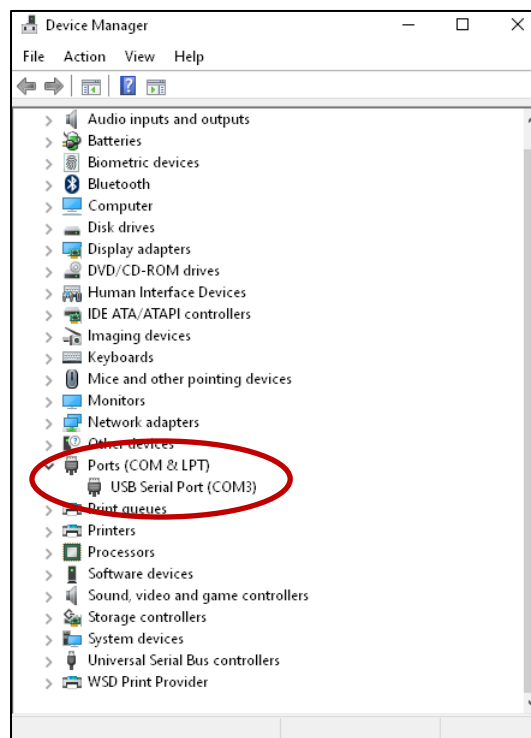 Device Manager
File Action View Help
Audio inputs and outputs
Batteries
Biometric devices
Bluetooth
Computer
Disk drives
Display adapters
DVD/CD-ROM drives
Human Interface Devices
IDE ATA/ATAPI controllers
Imaging devices
Keyboards
Mice and other pointing devices
Monitors
Network adapters
Other devices
Ports (COM & LPT)
USB Serial Port (COM3)
Print queues
Printers
Processors
Software devices
Sound, video and game controllers
Storage controllers
System devices
Universal Serial Bus controllers
WSD Print Provider